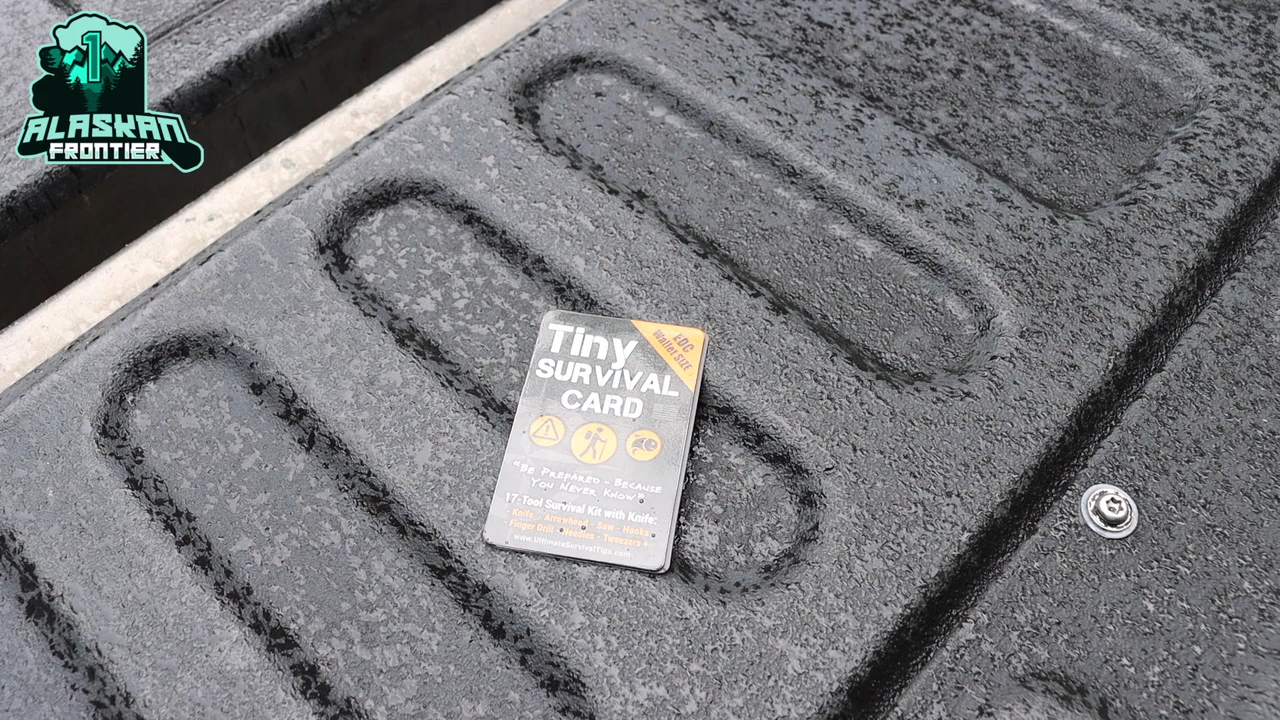 1
ALASKAN
FRONTIER
Tiny
SURVIVAL
CARD
EDC
Wallet SIZE
"BE PREPARED - BECAUSE
YOU NEVER KNOW"
17-Tool Survival Kit with Knife:
Knife - Arrowhead - Saw - Hooks
Finger Drill - Needles - Tweezers +
www.UltimateSurvivalTips.com